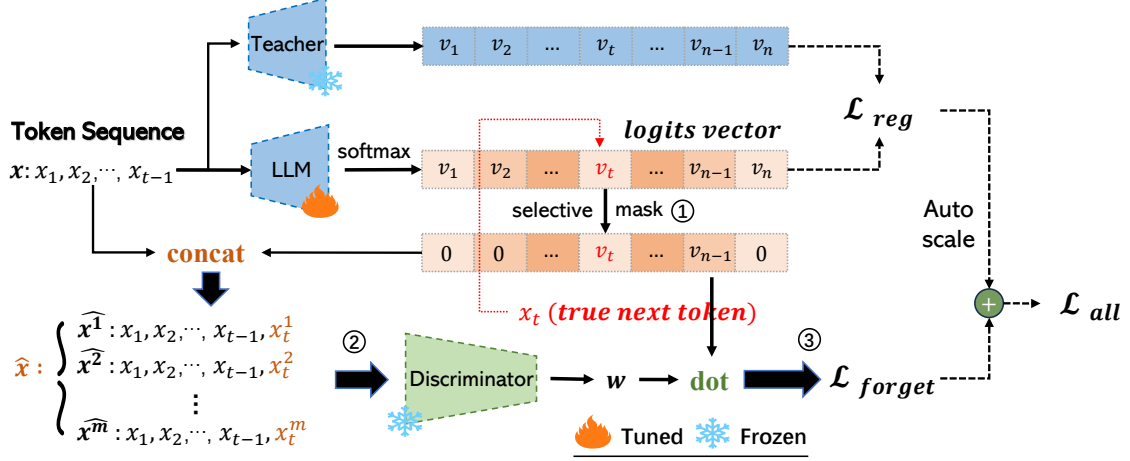 Teacher
v₁ v₂ ... vₜ ... vₙ₋₁ vₙ
ℒ reg
Token Sequence
x: x₁, x₂,⋯, xₜ₋₁
LLM
softmax
logits vector
v₁ v₂ ... vₜ ... vₙ₋₁ vₙ
selective mask ①
Auto
scale
concat
0 0 ... vₜ ... vₙ₋₁ 0
xₜ (true next token)
+
ℒ all
x̂ :
x̂¹ : x₁, x₂,⋯, xₜ₋₁, xₜ¹
x̂² : x₁, x₂,⋯, xₜ₋₁, xₜ²
⋮
x̂ᵐ : x₁, x₂,⋯, xₜ₋₁, xₜᵐ
②
Discriminator
w
dot
③
ℒ forget
Tuned Frozen